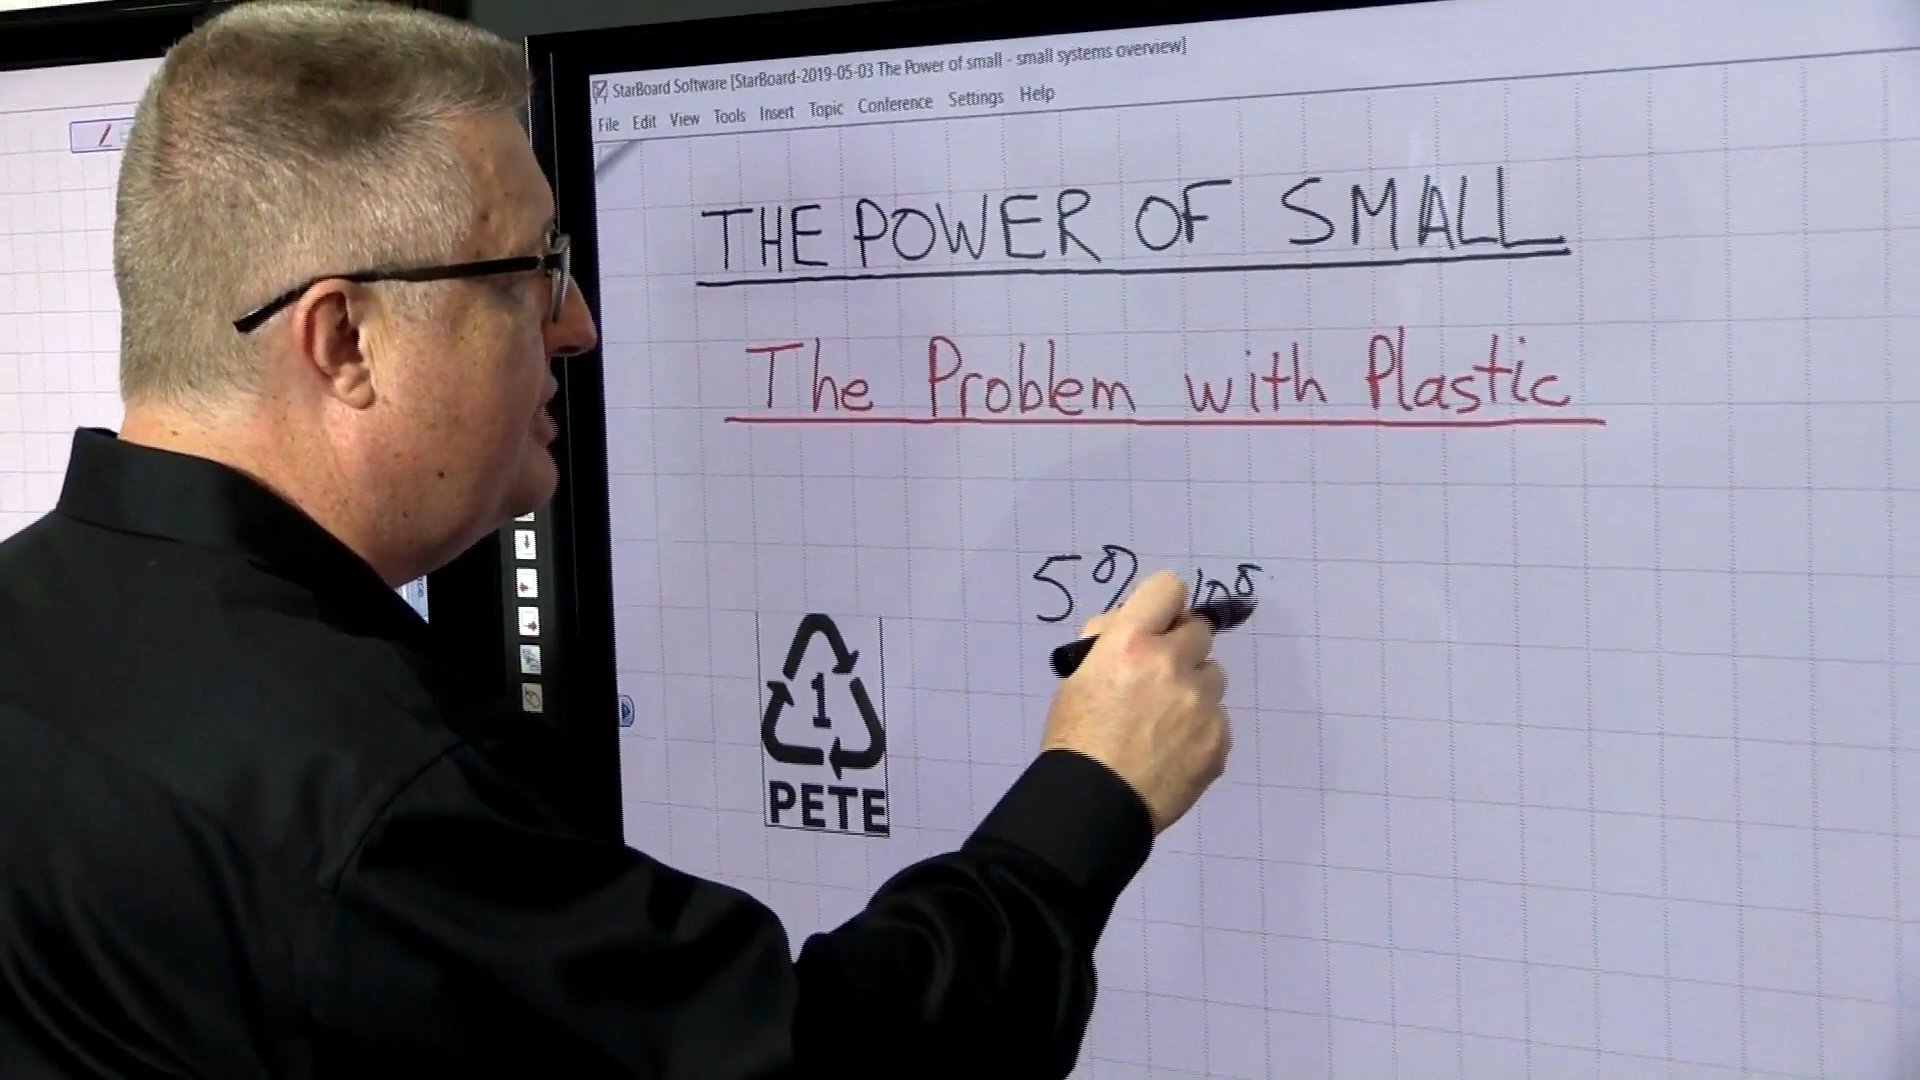 StarBoard Software [StarBoard-2019-05-03 The Power of small - small systems overview]
File Edit View Tools Insert Topic Conference Settings Help
THE POWER OF SMALL
The Problem with Plastic
5%
1
PETE